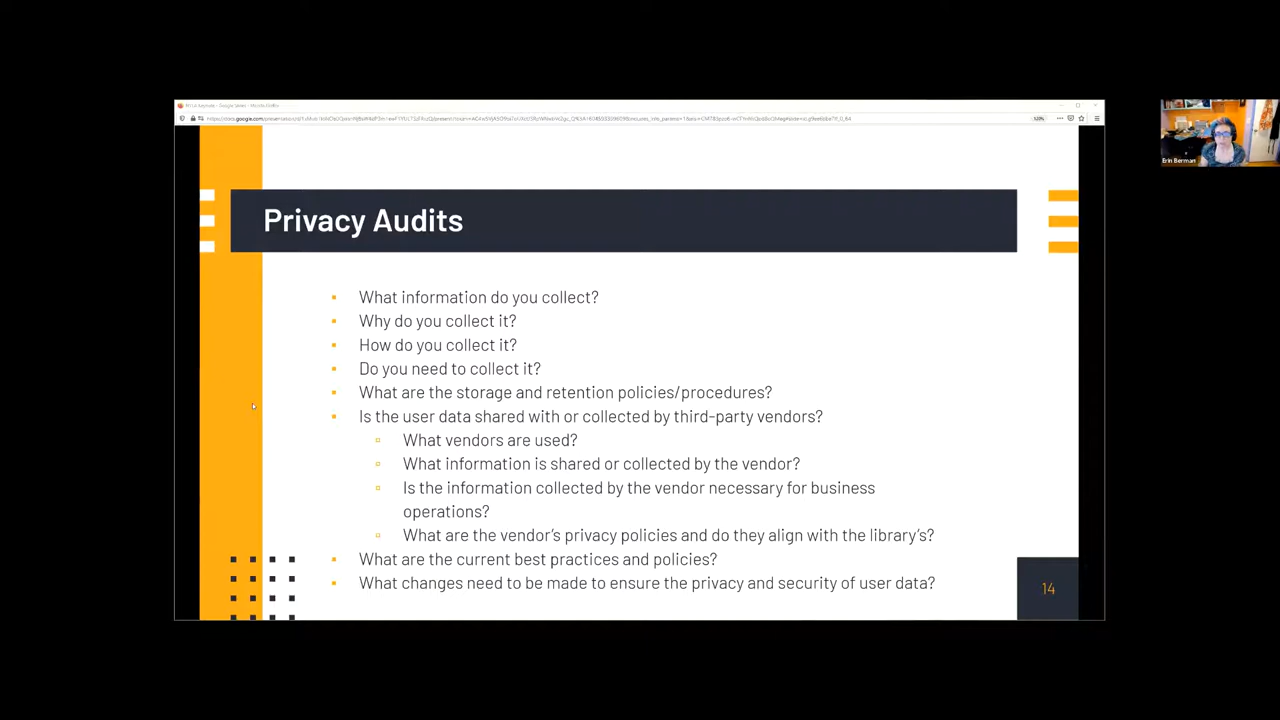 Privacy Audits
What information do you collect?
Why do you collect it?
How do you collect it?
Do you need to collect it?
What are the storage and retention policies/procedures?
Is the user data shared with or collected by third-party vendors?
What vendors are used?
What information is shared or collected by the vendor?
Is the information collected by the vendor necessary for business
operations?
What are the vendor's privacy policies and do they align with the library's?
What are the current best practices and policies?
What changes need to be made to ensure the privacy and security of user data?
14
Erin Berman